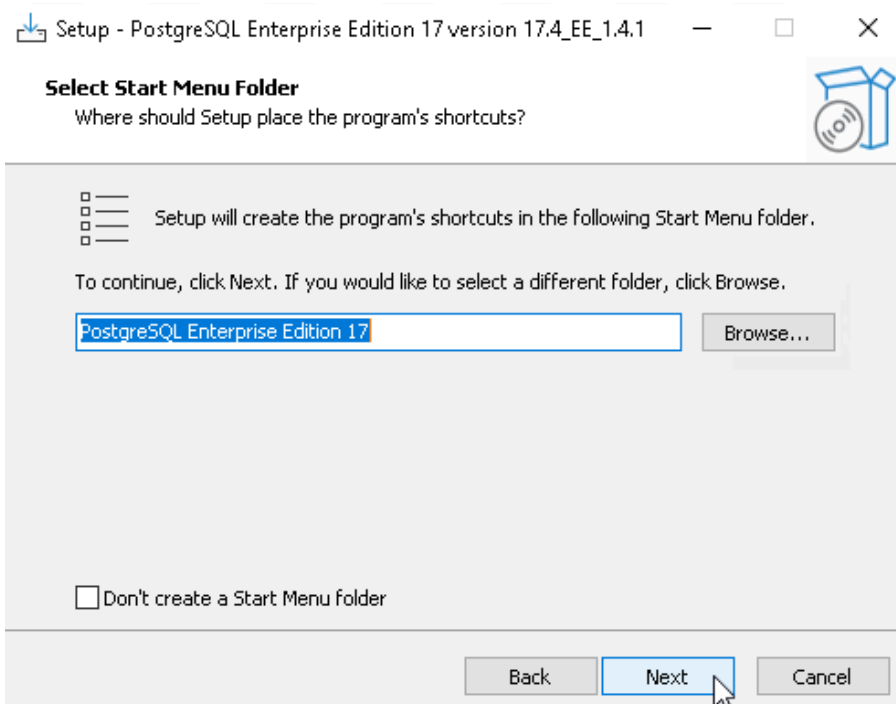 Setup - PostgreSQL Enterprise Edition 17 version 17.4_EE_1.4.1
Select Start Menu Folder
Where should Setup place the program's shortcuts?
Setup will create the program's shortcuts in the following Start Menu folder.
To continue, click Next. If you would like to select a different folder, click Browse.
PostgreSQL Enterprise Edition 17
Browse...
Don't create a Start Menu folder
Back
Next
Cancel